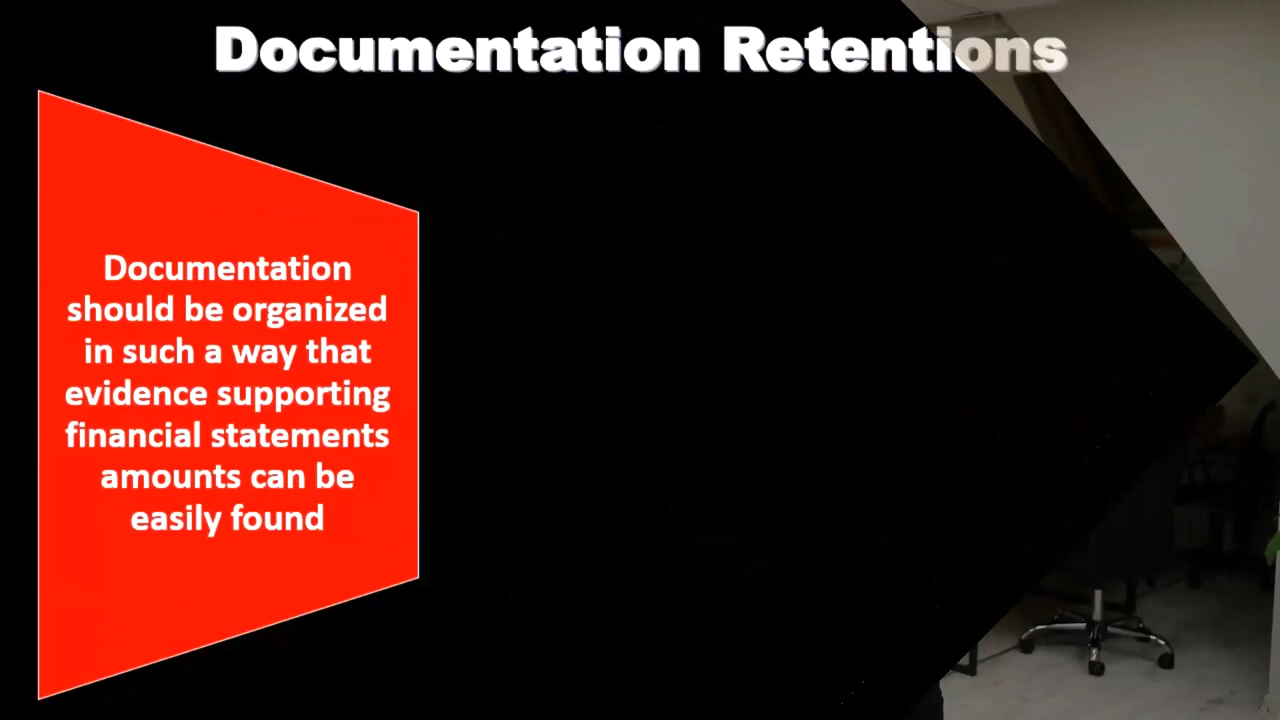 Documentation Retentions
Documentation
should be organized
in such a way that
evidence supporting
financial statements
amounts can be
easily found